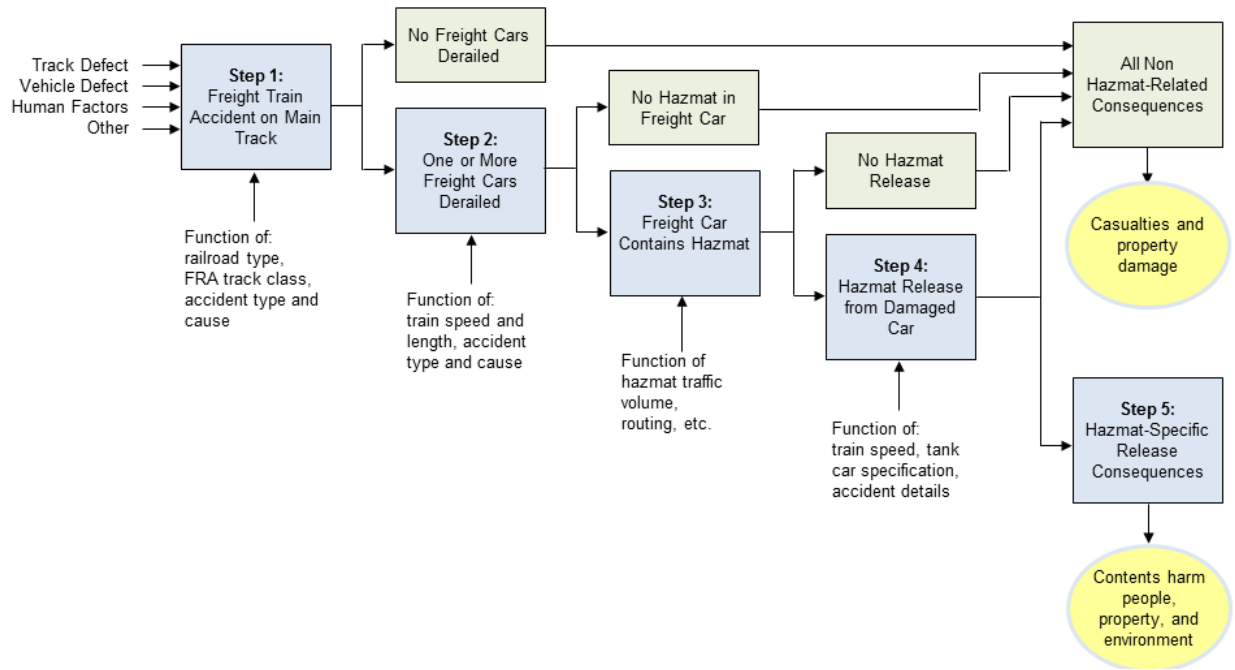 Track Defect
Vehicle Defect
Human Factors
Other
Step 1:
Freight Train
Accident on Main
Track
Function of:
railroad type,
FRA track class,
accident type and
cause
No Freight Cars
Derailed
Step 2:
One or More
Freight Cars
Derailed
Function of:
train speed and
length, accident
type and cause
No Hazmat in
Freight Car
Step 3:
Freight Car
Contains Hazmat
Function of
hazmat traffic
volume,
routing, etc.
No Hazmat
Release
Step 4:
Hazmat Release
from Damaged
Car
Function of:
train speed, tank
car specification,
accident details
All Non
Hazmat-Related
Consequences
Casualties and
property
damage
Step 5:
Hazmat-Specific
Release
Consequences
Contents harm
people,
property, and
environment